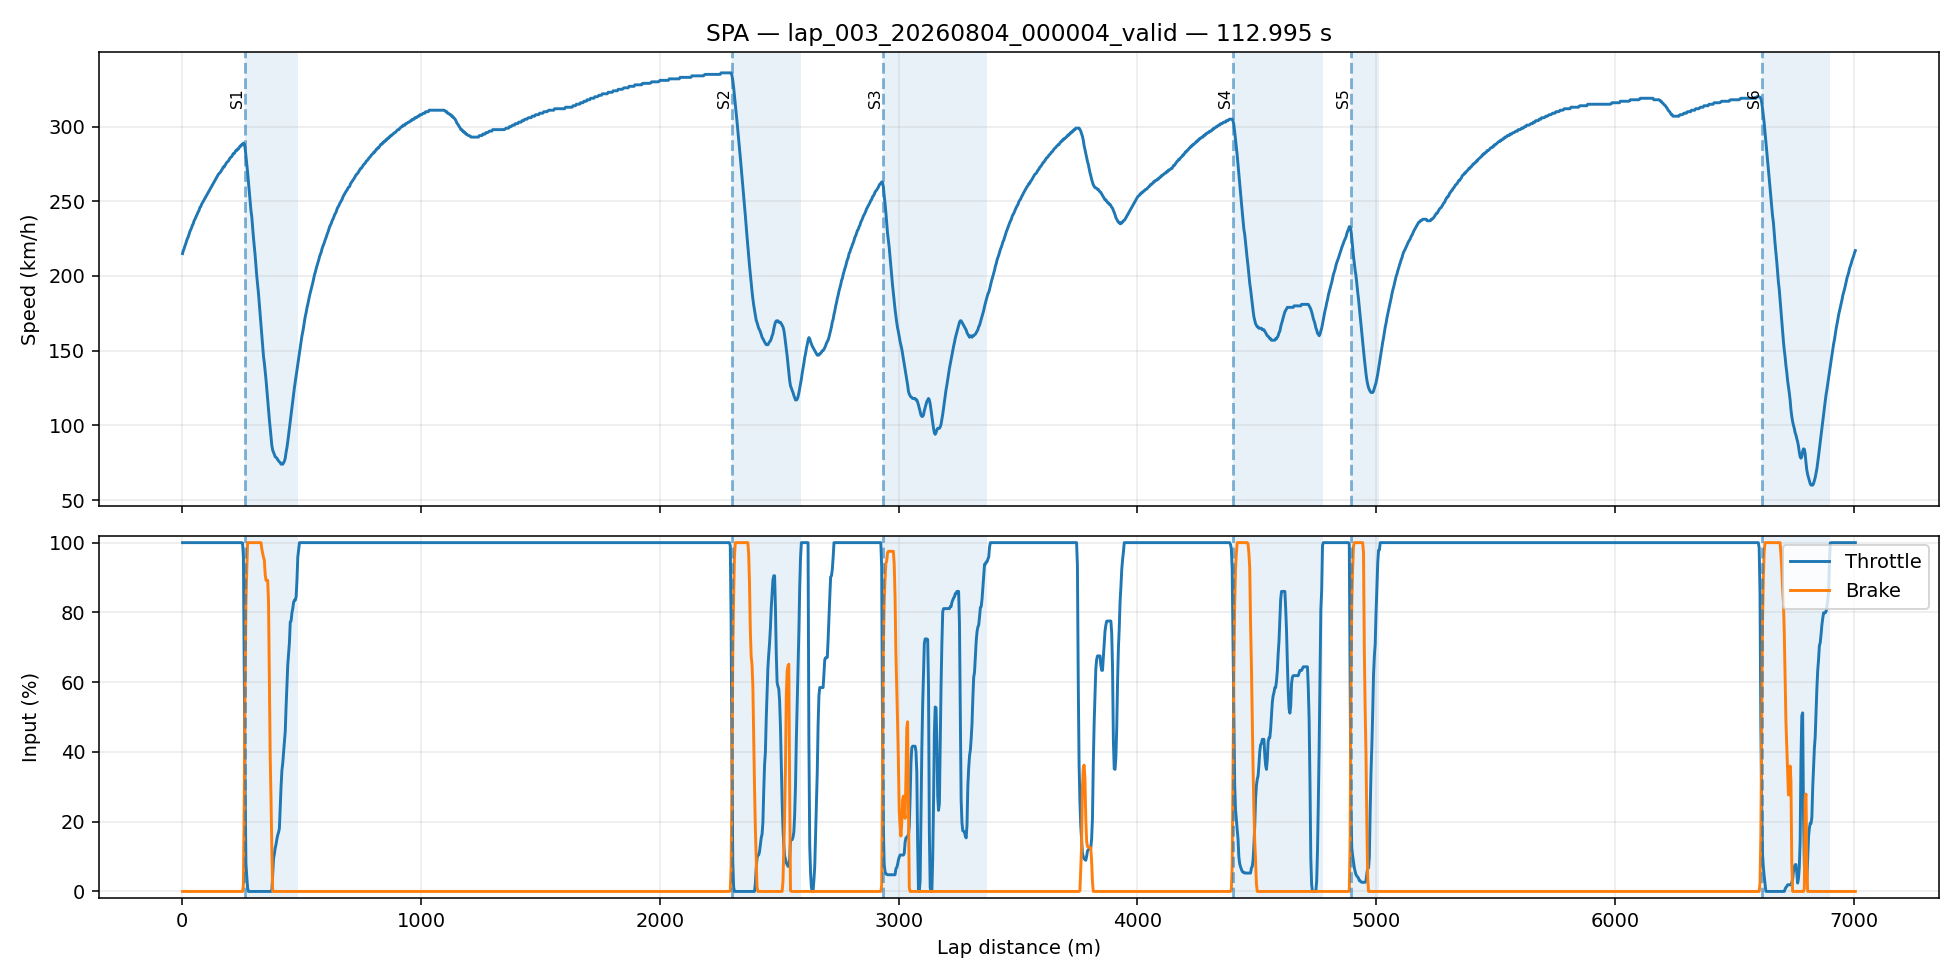 SPA — lap_003_20260804_000004_valid — 112.995 s
Speed (km/h)
300
250
200
150
100
50
S1
S2
S3
S4
S5
S6
Input (%)
100
80
60
40
20
0
Throttle
Brake
0
1000
2000
3000
4000
5000
6000
7000
Lap distance (m)